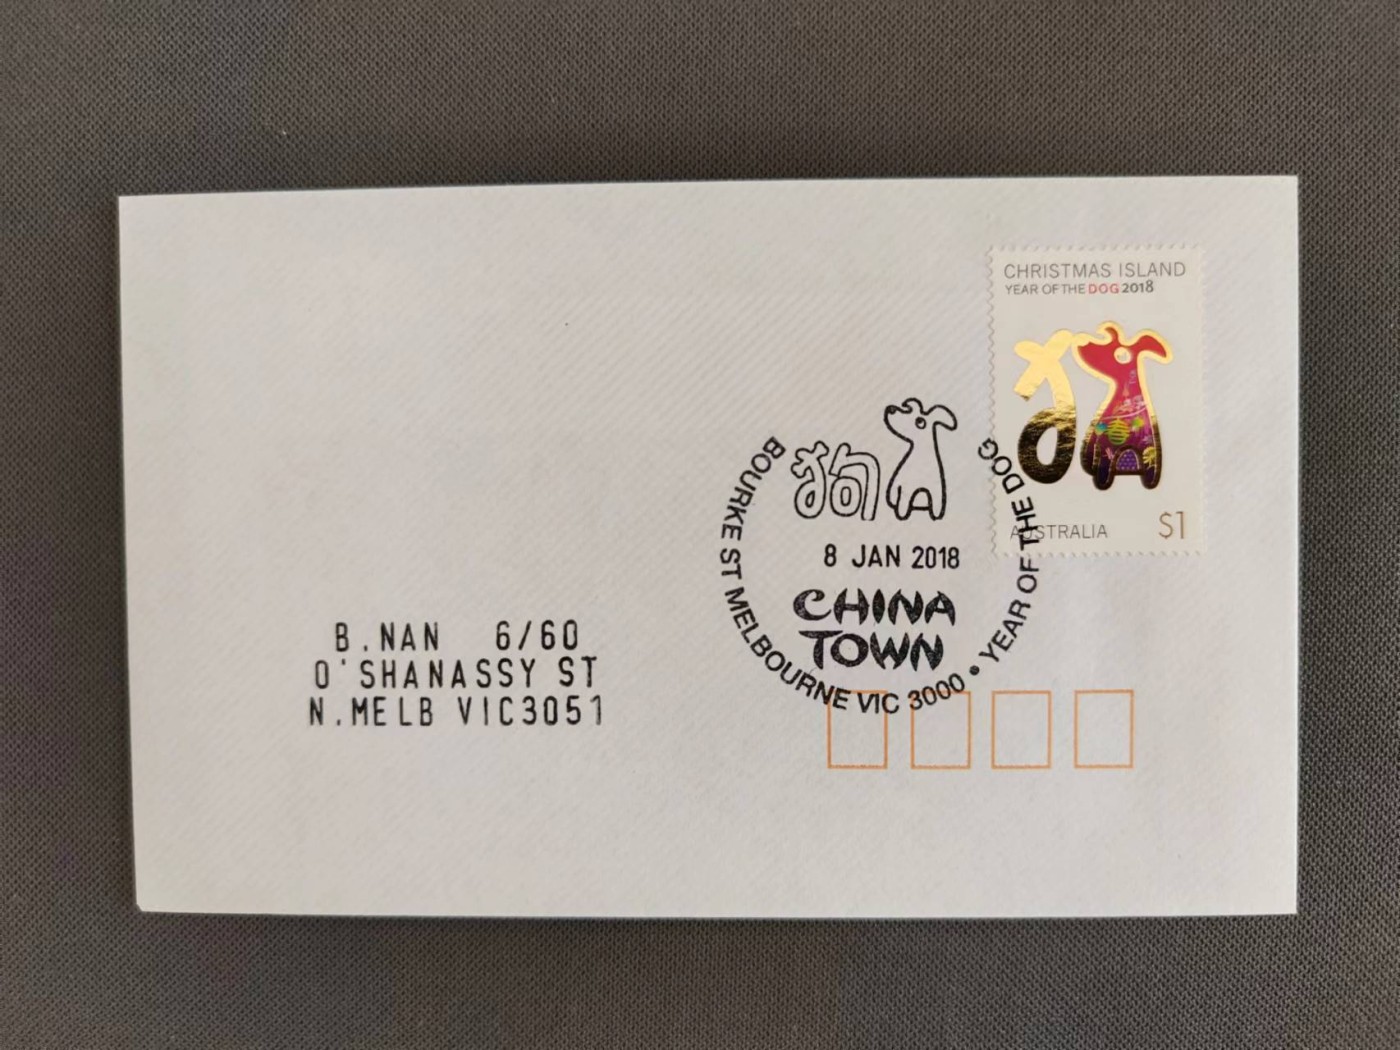 CHRISTMAS ISLAND
YEAR OF THE DOG 2018
AUSTRALIA
$1
狗
8 JAN 2018
CHINA
TOWN
BOURKE ST MELBOURNE VIC 3000 • YEAR OF THE DOG
B.NAN 6/60
O'SHANASSY ST
N.MELB VIC3051